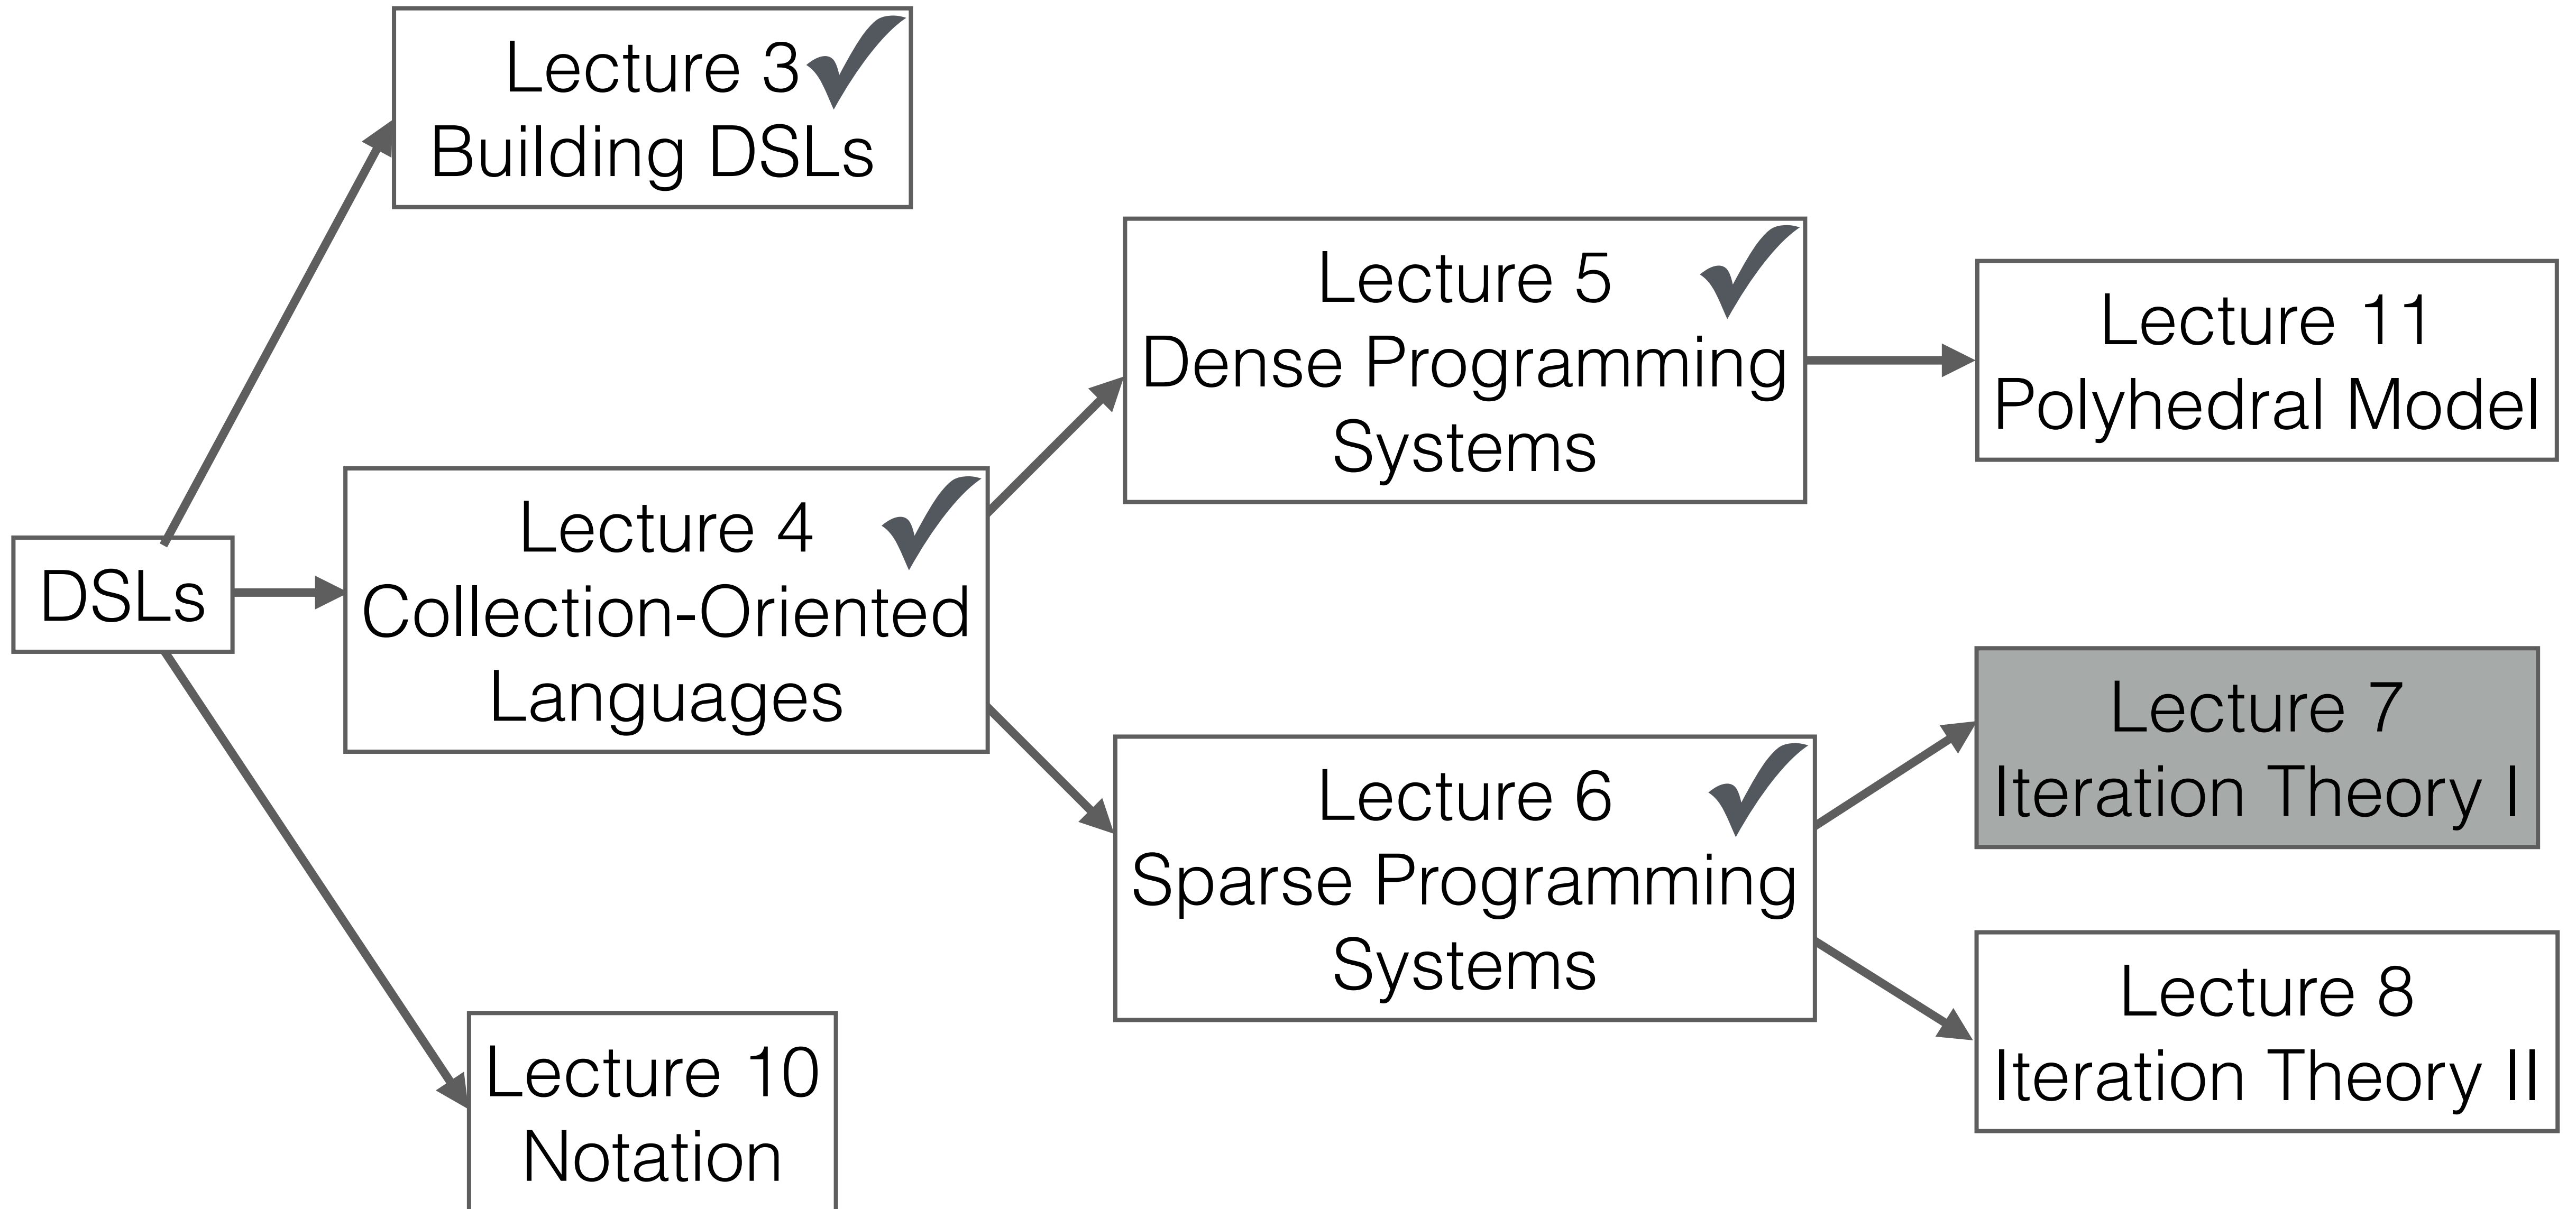 Lecture 3
Building DSLs
Lecture 5
Dense Programming
Systems
Lecture 11
Polyhedral Model
DSLs
Lecture 4
Collection-Oriented
Languages
Lecture 6
Sparse Programming
Systems
Lecture 7
Iteration Theory I
Lecture 8
Iteration Theory II
Lecture 10
Notation